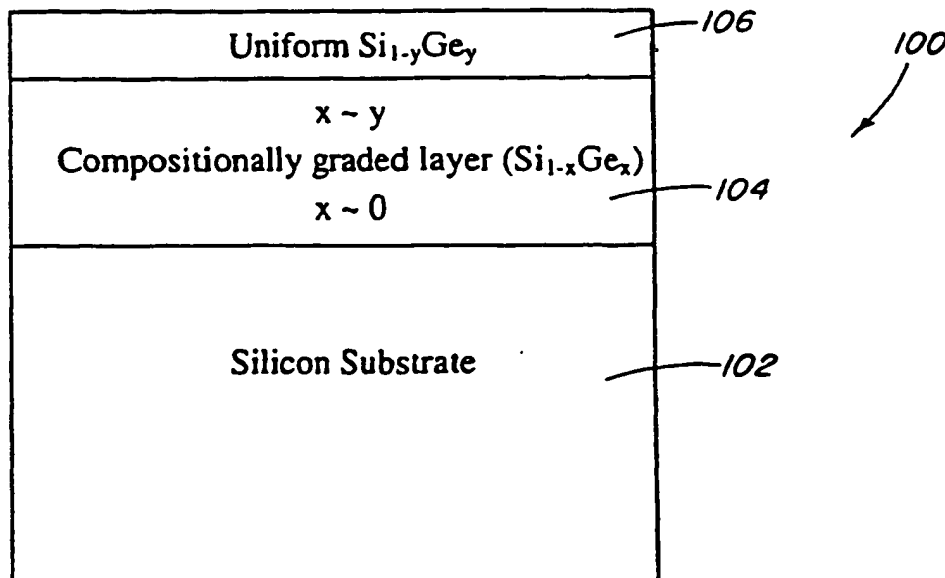 Uniform Si₁₋yGey
106
100
x ~ y
Compositionally graded layer (Si₁₋ₓGeₓ)
104
x ~ 0
Silicon Substrate
102